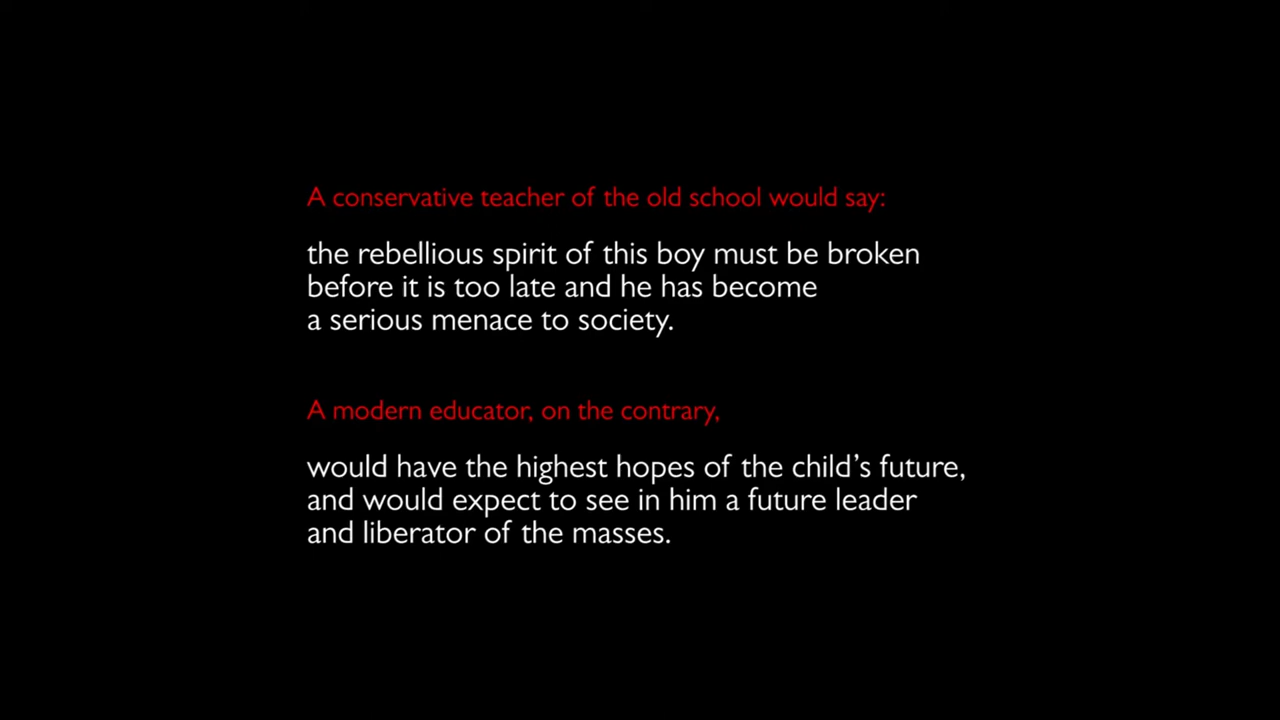 A conservative teacher of the old school would say:
the rebellious spirit of this boy must be broken
before it is too late and he has become
a serious menace to society.
A modern educator, on the contrary,
would have the highest hopes of the child's future,
and would expect to see in him a future leader
and liberator of the masses.